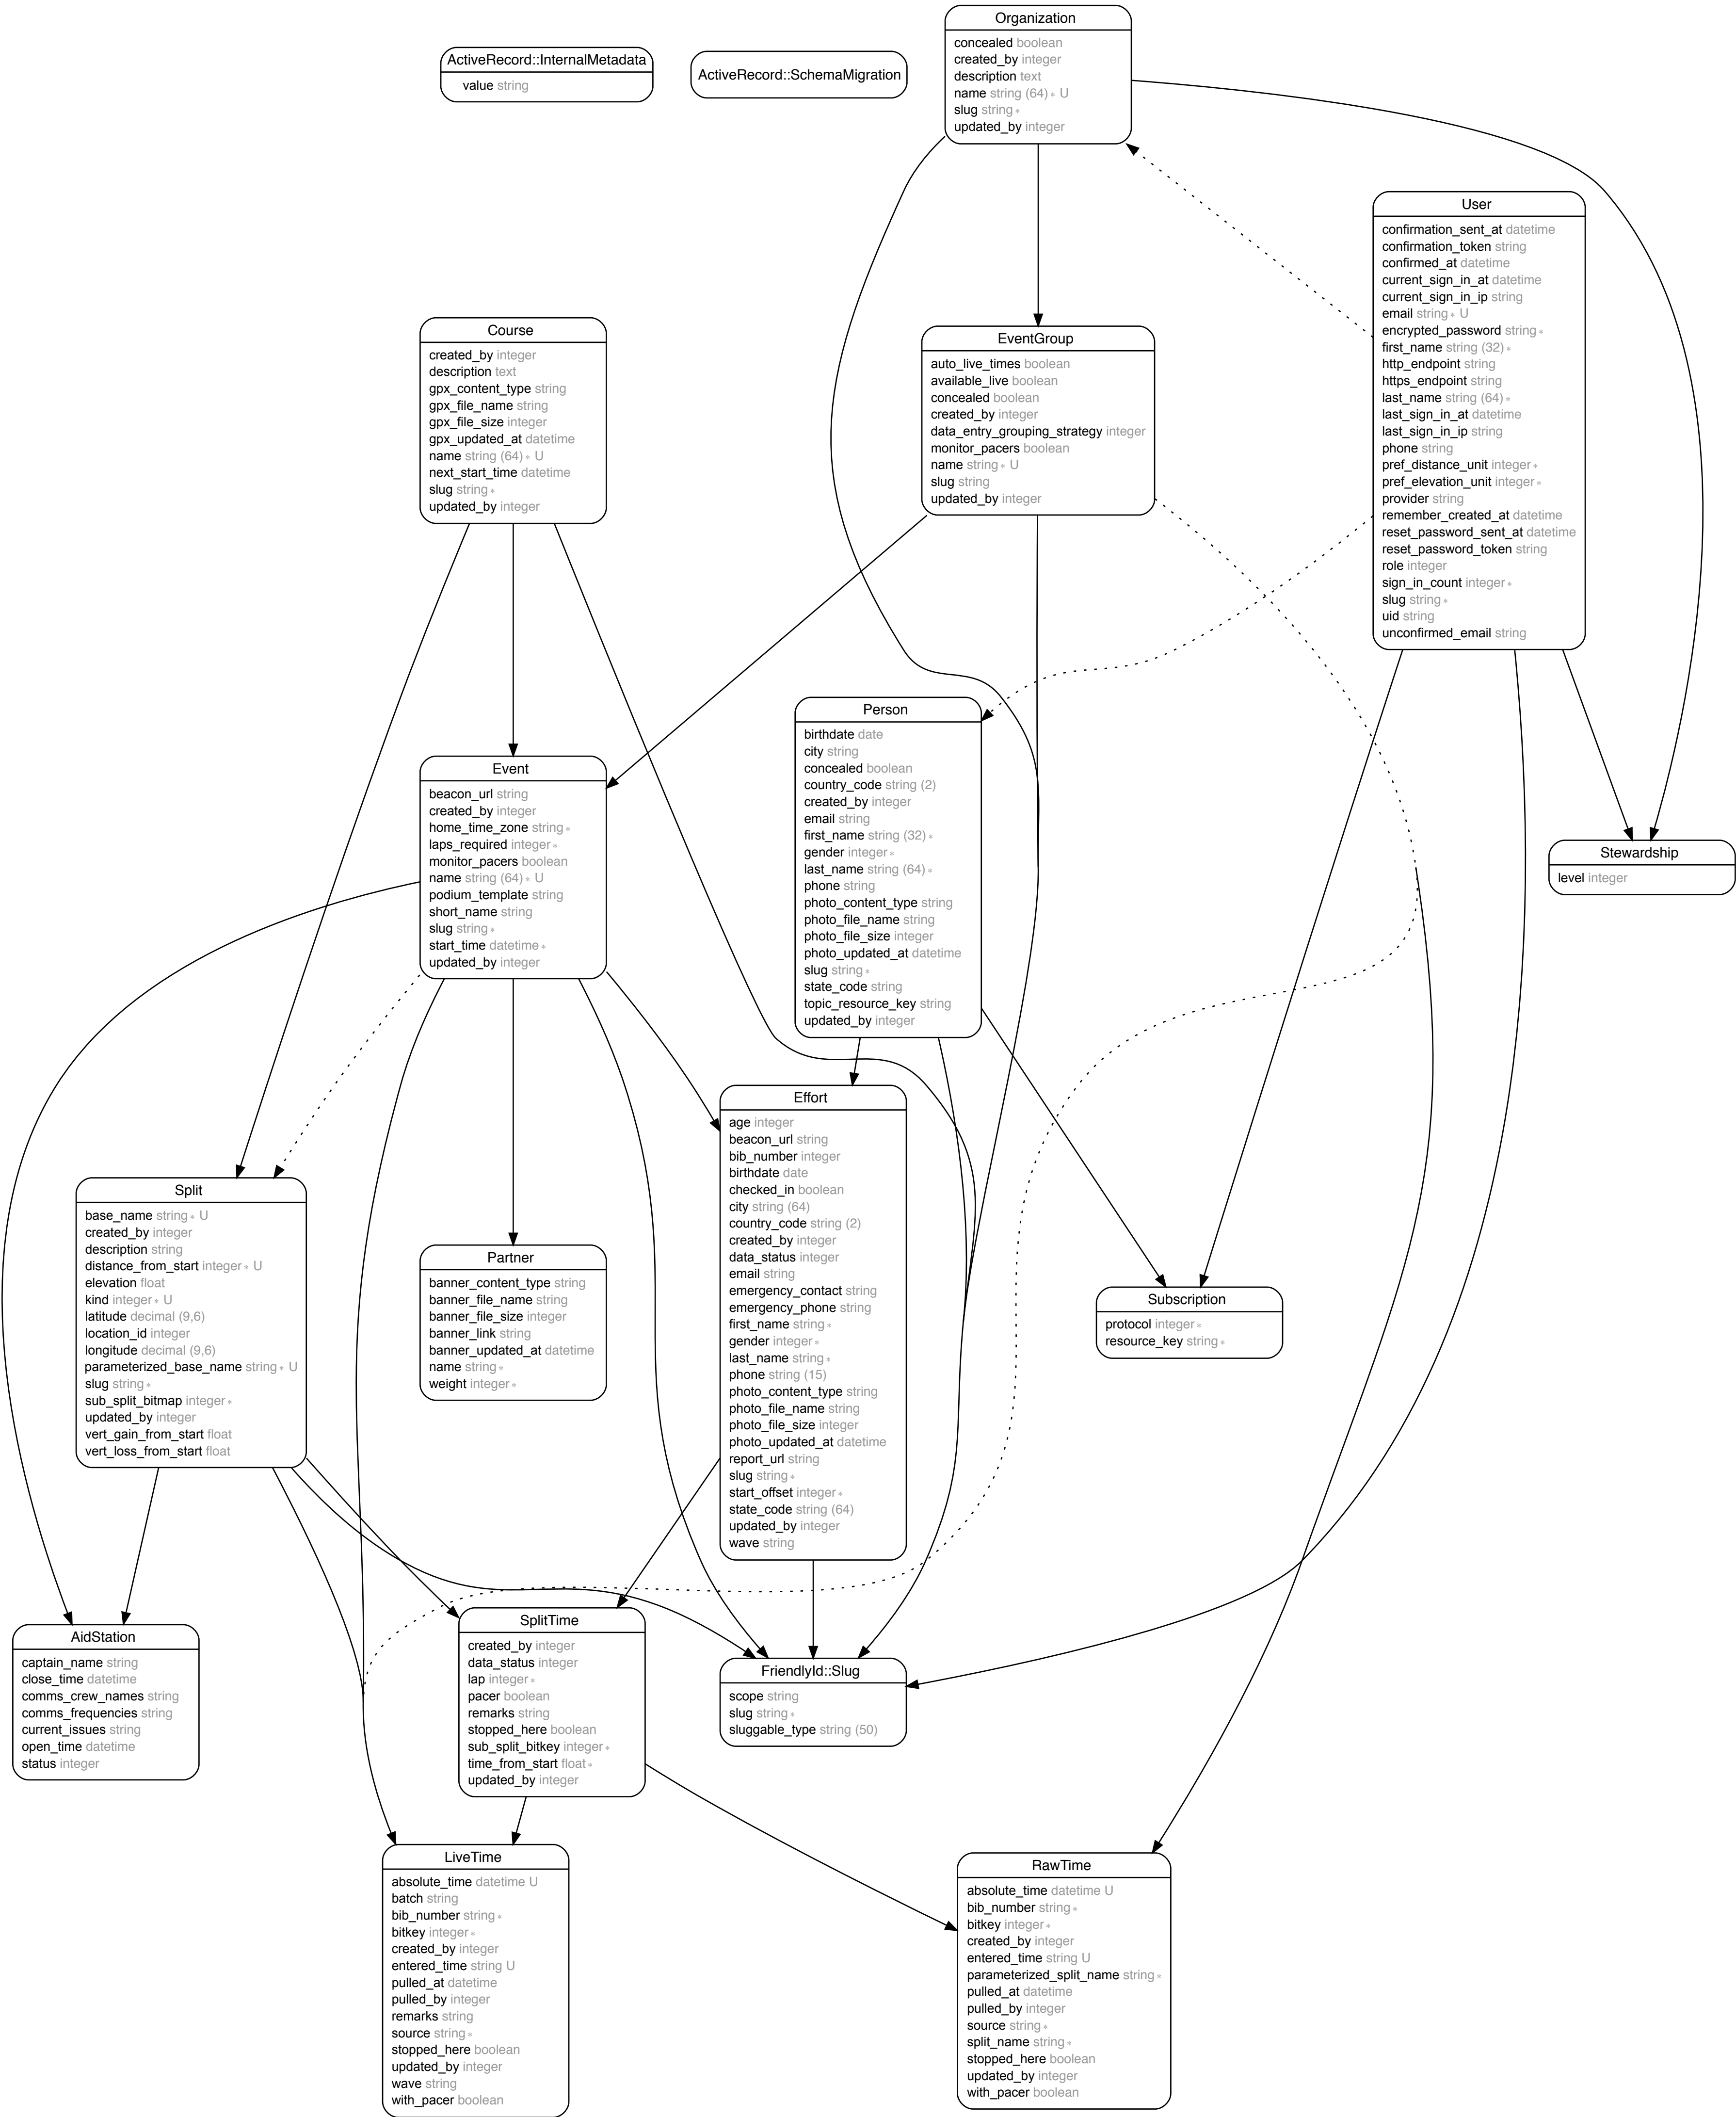 Organization
concealed boolean
created_by integer
description text
name string (64) ∗ U
slug string ∗
updated_by integer
ActiveRecord::InternalMetadata
value string
ActiveRecord::SchemaMigration
User
confirmation_sent_at datetime
confirmation_token string
confirmed_at datetime
current_sign_in_at datetime
current_sign_in_ip string
email string ∗ U
encrypted_password string ∗
first_name string (32) ∗
http_endpoint string
https_endpoint string
last_name string (64) ∗
last_sign_in_at datetime
last_sign_in_ip string
phone string
pref_distance_unit integer ∗
pref_elevation_unit integer ∗
provider string
remember_created_at datetime
reset_password_sent_at datetime
reset_password_token string
role integer
sign_in_count integer ∗
slug string ∗
uid string
unconfirmed_email string
Course
created_by integer
description text
gpx_content_type string
gpx_file_name string
gpx_file_size integer
gpx_updated_at datetime
name string (64) ∗ U
next_start_time datetime
slug string ∗
updated_by integer
EventGroup
auto_live_times boolean
available_live boolean
concealed boolean
created_by integer
data_entry_grouping_strategy integer
monitor_pacers boolean
name string ∗ U
slug string
updated_by integer
Person
birthdate date
city string
concealed boolean
country_code string (2)
created_by integer
email string
first_name string (32) ∗
gender integer ∗
last_name string (64) ∗
phone string
photo_content_type string
photo_file_name string
photo_file_size integer
photo_updated_at datetime
slug string ∗
state_code string
topic_resource_key string
updated_by integer
Event
beacon_url string
created_by integer
home_time_zone string ∗
laps_required integer ∗
monitor_pacers boolean
name string (64) ∗ U
podium_template string
short_name string
slug string ∗
start_time datetime ∗
updated_by integer
Stewardship
level integer
Effort
age integer
beacon_url string
bib_number integer
birthdate date
checked_in boolean
city string (64)
country_code string (2)
created_by integer
data_status integer
email string
emergency_contact string
emergency_phone string
first_name string ∗
gender integer ∗
last_name string ∗
phone string (15)
photo_content_type string
photo_file_name string
photo_file_size integer
photo_updated_at datetime
report_url string
slug string ∗
start_offset integer ∗
state_code string (64)
updated_by integer
wave string
Split
base_name string ∗ U
created_by integer
description string
distance_from_start integer ∗ U
elevation float
kind integer ∗ U
latitude decimal (9,6)
location_id integer
longitude decimal (9,6)
parameterized_base_name string ∗ U
slug string ∗
sub_split_bitmap integer ∗
updated_by integer
vert_gain_from_start float
vert_loss_from_start float
Partner
banner_content_type string
banner_file_name string
banner_file_size integer
banner_link string
banner_updated_at datetime
name string ∗
weight integer ∗
Subscription
protocol integer ∗
resource_key string ∗
AidStation
captain_name string
close_time datetime
comms_crew_names string
comms_frequencies string
current_issues string
open_time datetime
status integer
SplitTime
created_by integer
data_status integer
lap integer ∗
pacer boolean
remarks string
stopped_here boolean
sub_split_bitkey integer ∗
time_from_start float ∗
updated_by integer
FriendlyId::Slug
scope string
slug string ∗
sluggable_type string (50)
LiveTime
absolute_time datetime U
batch string
bib_number string ∗
bitkey integer ∗
created_by integer
entered_time string U
pulled_at datetime
pulled_by integer
remarks string
source string ∗
stopped_here boolean
updated_by integer
wave string
with_pacer boolean
RawTime
absolute_time datetime U
bib_number string ∗
bitkey integer ∗
created_by integer
entered_time string U
parameterized_split_name string ∗
pulled_at datetime
pulled_by integer
source string ∗
split_name string ∗
stopped_here boolean
updated_by integer
with_pacer boolean